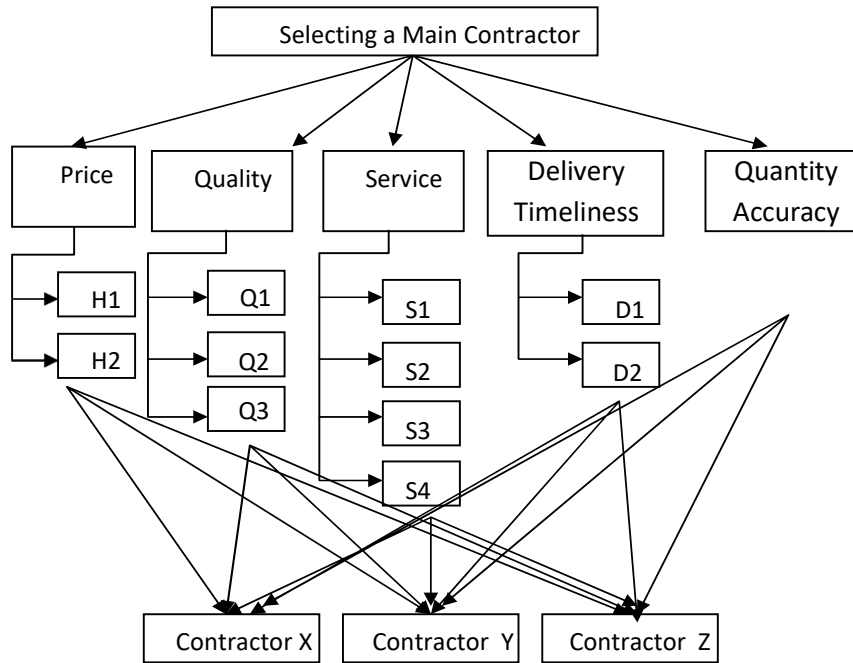 Selecting a Main Contractor
Price
Quality
Service
Delivery
Timeliness
Quantity
Accuracy
H1
H2
Q1
Q2
Q3
S1
S2
S3
S4
D1
D2
Contractor X
Contractor Y
Contractor Z